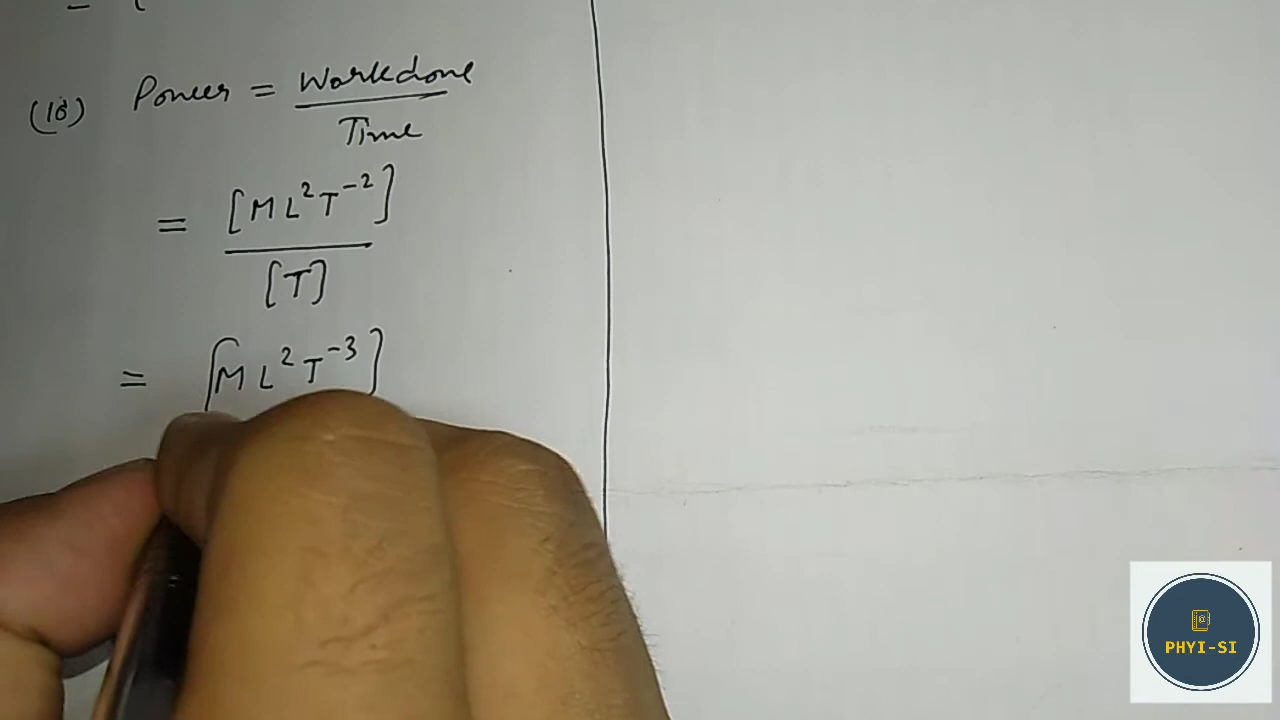 (18) Power = Workdone
Time
= [ML²T⁻²]
[T]
= [ML²T⁻³]
PHYI-SI